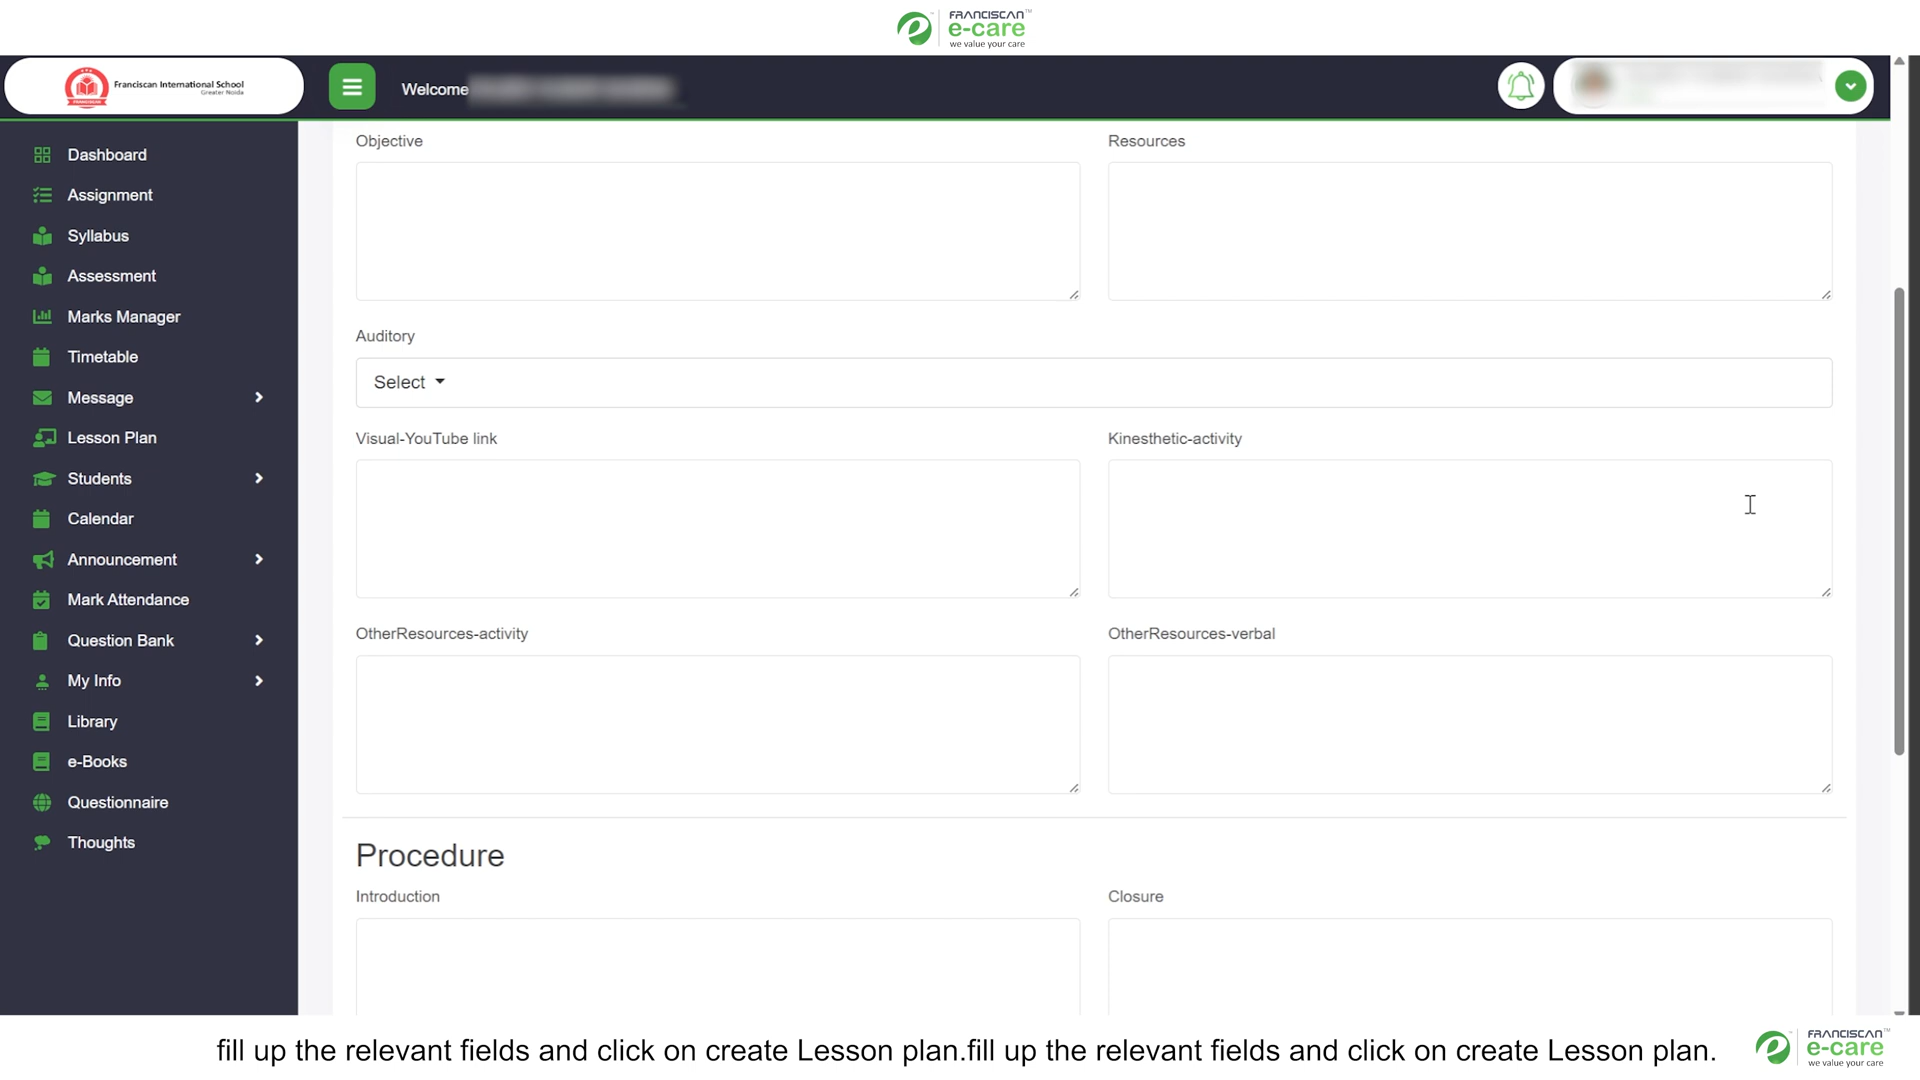 FRANCISCAN™
e-care
we value your care
Franciscan International School
Greater Noida
Welcome
Dashboard
Assignment
Syllabus
Assessment
Marks Manager
Timetable
Message
Lesson Plan
Students
Calendar
Announcement
Mark Attendance
Question Bank
My Info
Library
e-Books
Questionnaire
Thoughts
Objective
Resources
Auditory
Select
Visual-YouTube link
Kinesthetic-activity
OtherResources-activity
OtherResources-verbal
Procedure
Introduction
Closure
fill up the relevant fields and click on create Lesson plan.fill up the relevant fields and click on create Lesson plan.
FRANCISCAN™
e-care
we value your care